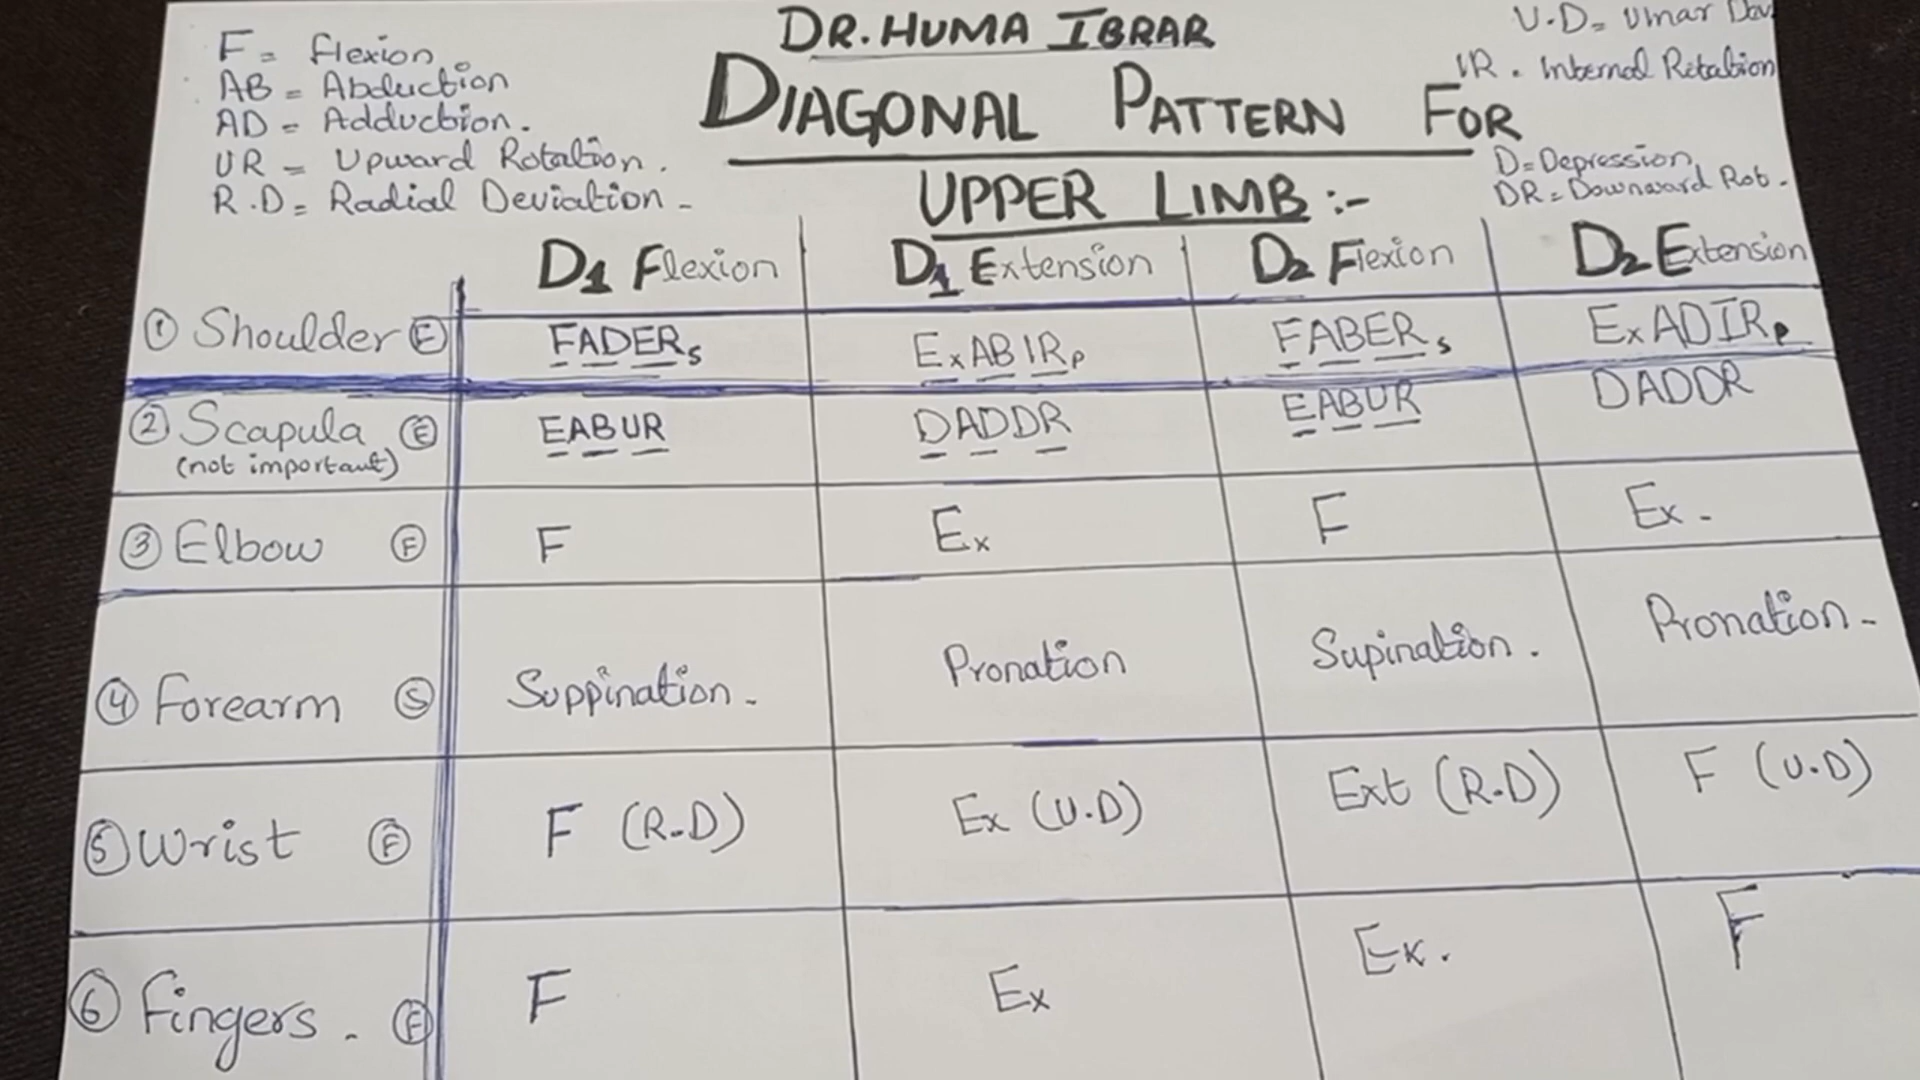 DR. HUMA IBRAR
DIAGONAL PATTERN FOR
UPPER LIMB :-
F = flexion
AB = Abduction
AD = Adduction.
UR = Upward Rotation.
R.D = Radial Deviation -
U.D = Ulnar
IR . Internal Rotation
D = Depression
DR = Downward Rot.
D1 Flexion D1 Extension D2 Flexion D2 Extension
① Shoulder FADERs ExABIRp FABERs ExADIRp
② Scapula Ⓔ EABUR DADDR EABUR DADDR
(not important)
③ Elbow Ⓕ F Ex F Ex.
④ Forearm Ⓢ Suppination. Pronation Supination. Pronation.
⑤ Wrist Ⓕ F (R.D) Ex (U.D) Ext (R.D) F (U.D)
⑥ fingers. Ⓕ F Ex Ex. F